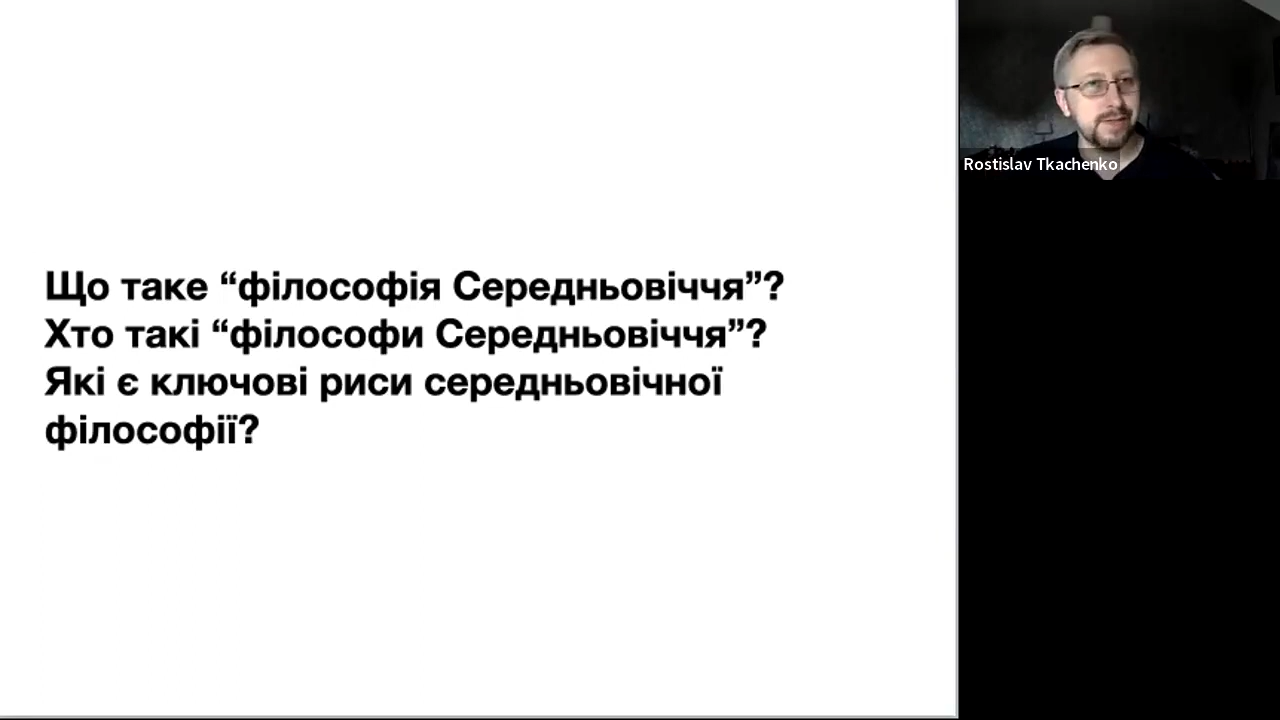 Що таке “філософія Середньовіччя”?
Хто такі “філософи Середньовіччя”?
Які є ключові риси середньовічної
філософії?
Rostislav Tkachenko